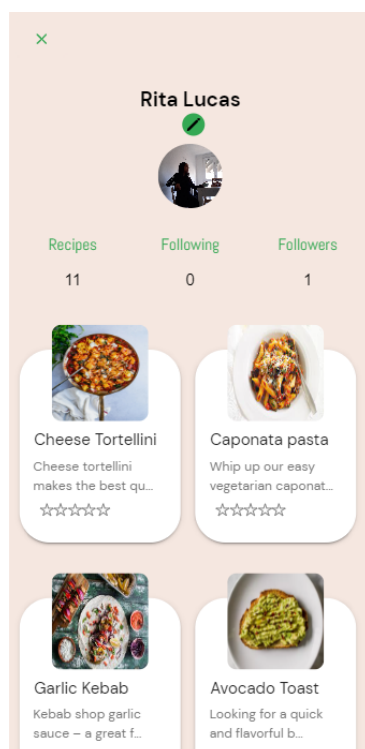 Rita Lucas
Recipes Following Followers
11 0 1
Cheese Tortellini
Cheese tortellini
makes the best qu...
Caponata pasta
Whip up our easy
vegetarian caponat...
Garlic Kebab
Kebab shop garlic
sauce – a great f...
Avocado Toast
Looking for a quick
and flavorful b...